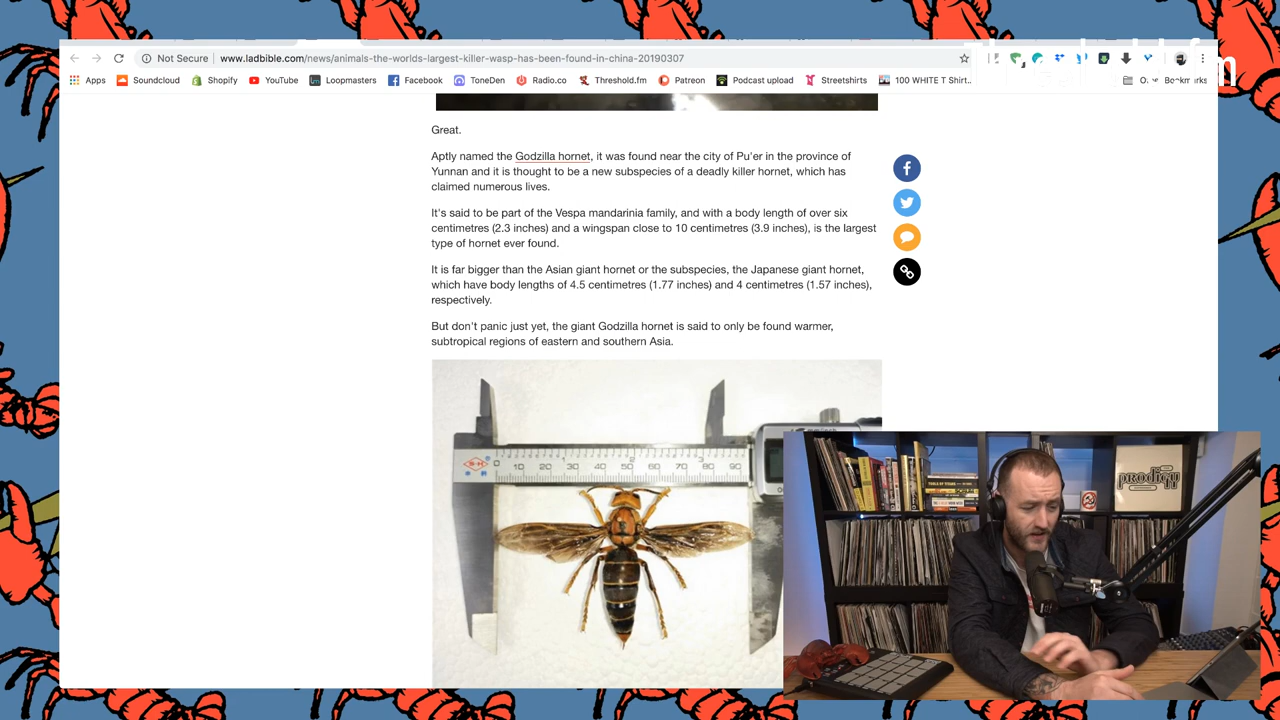 Not Secure
www.ladbible.com/news/animals-the-worlds-largest-killer-wasp-has-been-found-in-china-20190307
Apps Soundcloud Shopify YouTube Loopmasters Facebook ToneDen Radio.co Threshold.fm Patreon Podcast upload Streetshirts 100 WHITE T Shirt...
Great.
Aptly named the Godzilla hornet, it was found near the city of Pu'er in the province of
Yunnan and it is thought to be a new subspecies of a deadly killer hornet, which has
claimed numerous lives.
It's said to be part of the Vespa mandarinia family, and with a body length of over six
centimetres (2.3 inches) and a wingspan close to 10 centimetres (3.9 inches), is the largest
type of hornet ever found.
It is far bigger than the Asian giant hornet or the subspecies, the Japanese giant hornet,
which have body lengths of 4.5 centimetres (1.77 inches) and 4 centimetres (1.57 inches),
respectively.
But don't panic just yet, the giant Godzilla hornet is said to only be found warmer,
subtropical regions of eastern and southern Asia.
0 10 20 30 40 50 60 70 80 90
prodigy